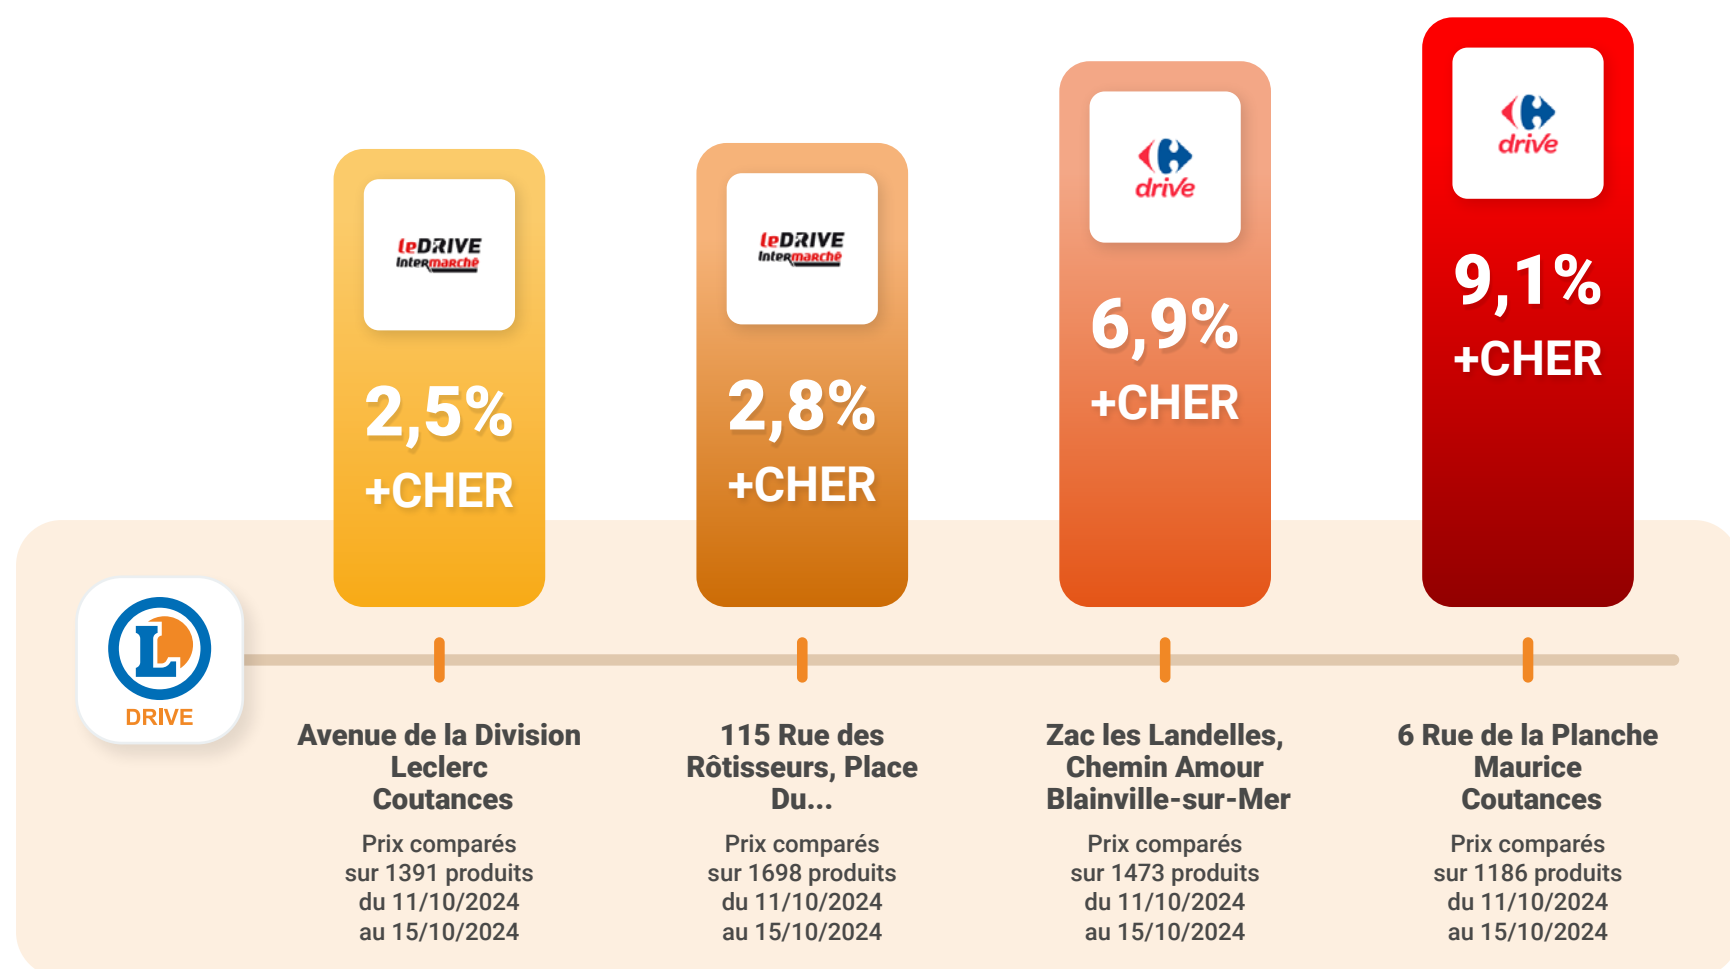 leDRIVE
Intermarché
2,5%
+CHER
leDRIVE
Intermarché
2,8%
+CHER
drive
6,9%
+CHER
drive
9,1%
+CHER
L
DRIVE
Avenue de la Division
Leclerc
Coutances
Prix comparés
sur 1391 produits
du 11/10/2024
au 15/10/2024
115 Rue des
Rôtisseurs, Place
Du...
Prix comparés
sur 1698 produits
du 11/10/2024
au 15/10/2024
Zac les Landelles,
Chemin Amour
Blainville-sur-Mer
Prix comparés
sur 1473 produits
du 11/10/2024
au 15/10/2024
6 Rue de la Planche
Maurice
Coutances
Prix comparés
sur 1186 produits
du 11/10/2024
au 15/10/2024